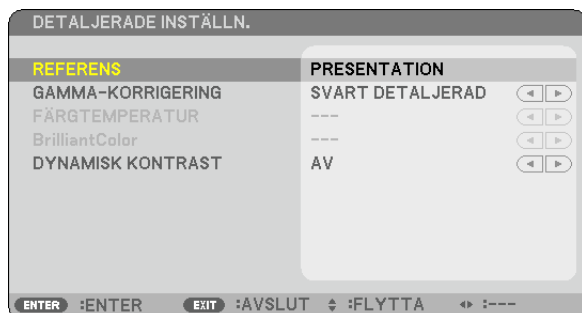 DETALJERADE INSTÄLLN.
REFERENS PRESENTATION
GAMMA-KORRIGERING SVART DETALJERAD
FÄRGTEMPERATUR ---
BrilliantColor ---
DYNAMISK KONTRAST AV
ENTER :ENTER EXIT :AVSLUT :FLYTTA :---